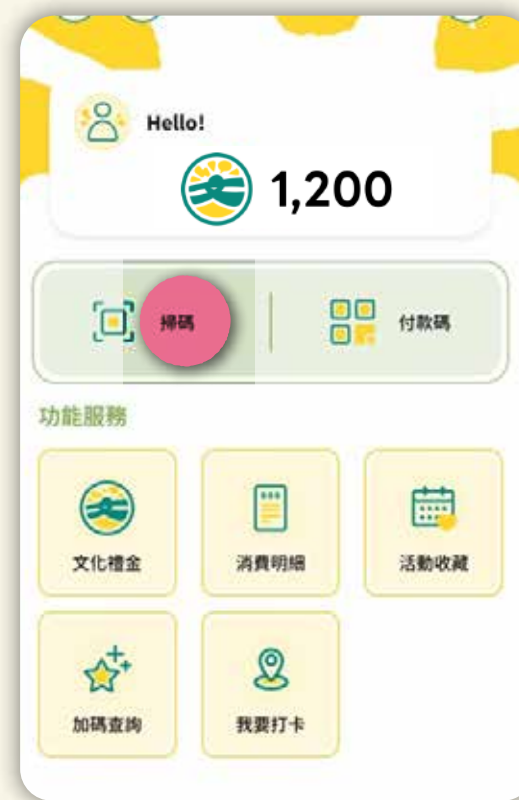 Hello!
1,200
掃碼
付款碼
功能服務
文化禮金
消費明細
活動收藏
加碼查詢
我要打卡